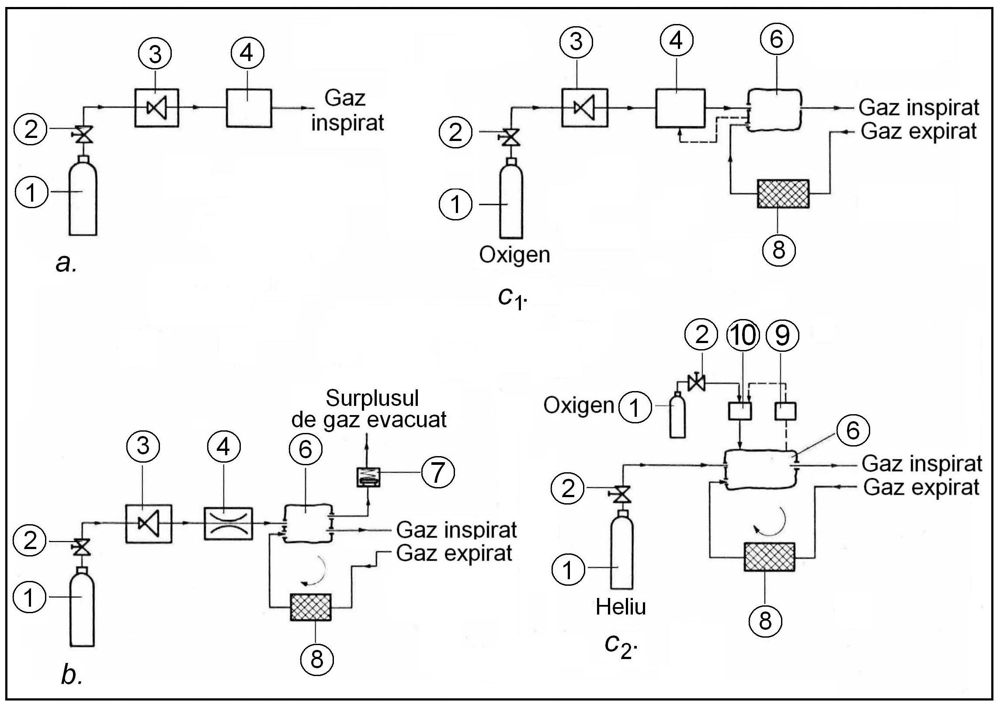 3
4
Gaz
inspirat
2
1
a.
3
4
6
Gaz inspirat
Gaz expirat
2
1
8
Oxigen
c1.
2
10
9
Oxigen
1
6
Gaz inspirat
Gaz expirat
2
1
8
Heliu
c2.
Surplusul
de gaz evacuat
3
4
6
7
Gaz inspirat
Gaz expirat
2
1
8
b.